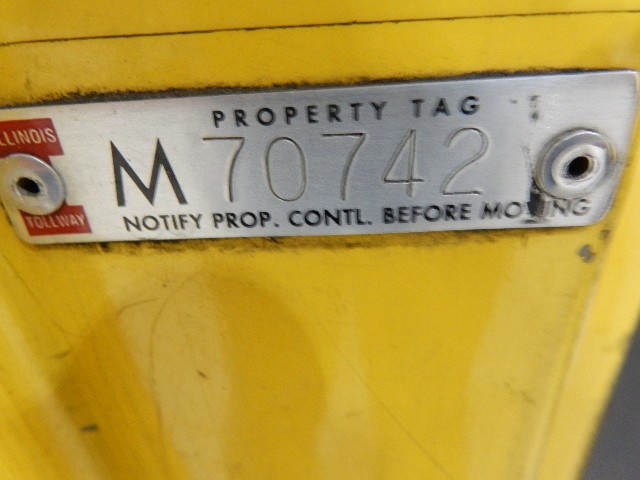 PROPERTY TAG
ILLINOIS
TOLLWAY
M 70742
NOTIFY PROP. CONTL. BEFORE MOVING